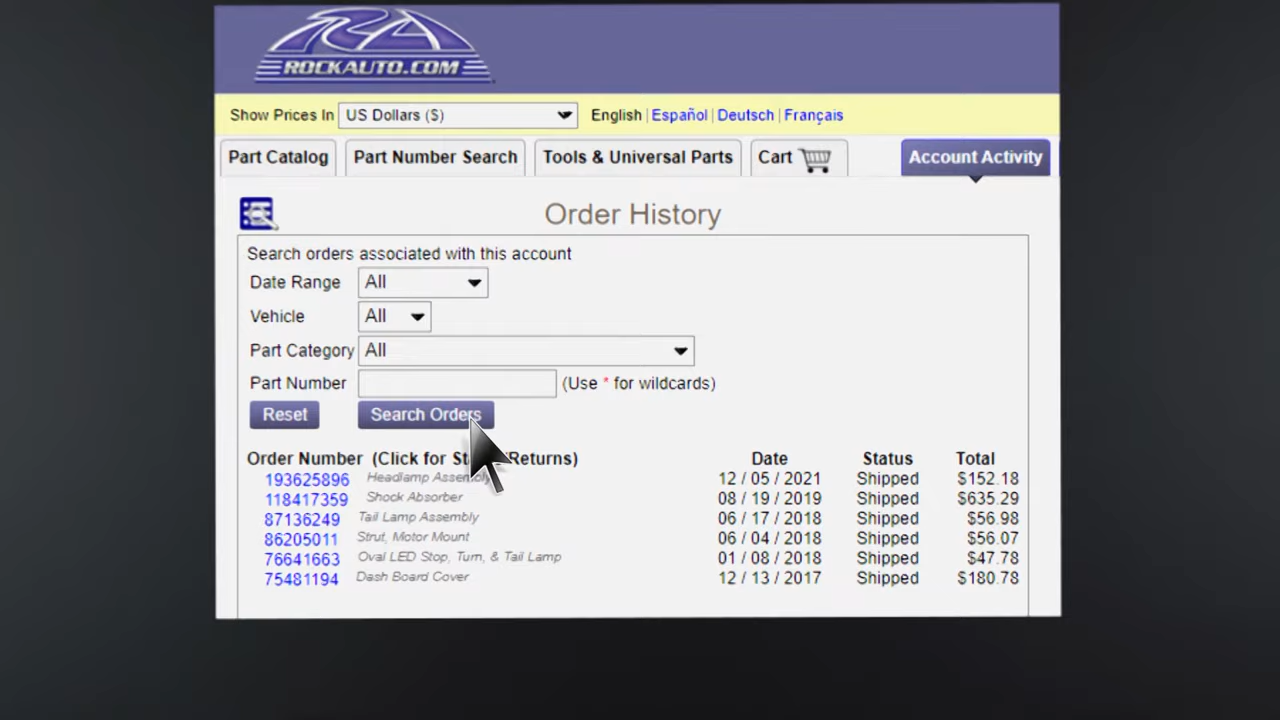 RA
ROCKAUTO.COM
Show Prices In US Dollars ($) English | Español | Deutsch | Français
Part Catalog Part Number Search Tools & Universal Parts Cart Account Activity
Order History
Search orders associated with this account
Date Range All
Vehicle All
Part Category All
Part Number (Use * for wildcards)
Reset Search Orders
Order Number (Click for Returns) Date Status Total
193625896 Headlamp Assembly 12 / 05 / 2021 Shipped $152.18
118417359 Shock Absorber 08 / 19 / 2019 Shipped $635.29
87136249 Tail Lamp Assembly 06 / 17 / 2018 Shipped $56.98
86205011 Strut, Motor Mount 06 / 04 / 2018 Shipped $56.07
76641663 Oval LED Stop, Turn, & Tail Lamp 01 / 08 / 2018 Shipped $47.78
75481194 Dash Board Cover 12 / 13 / 2017 Shipped $180.78